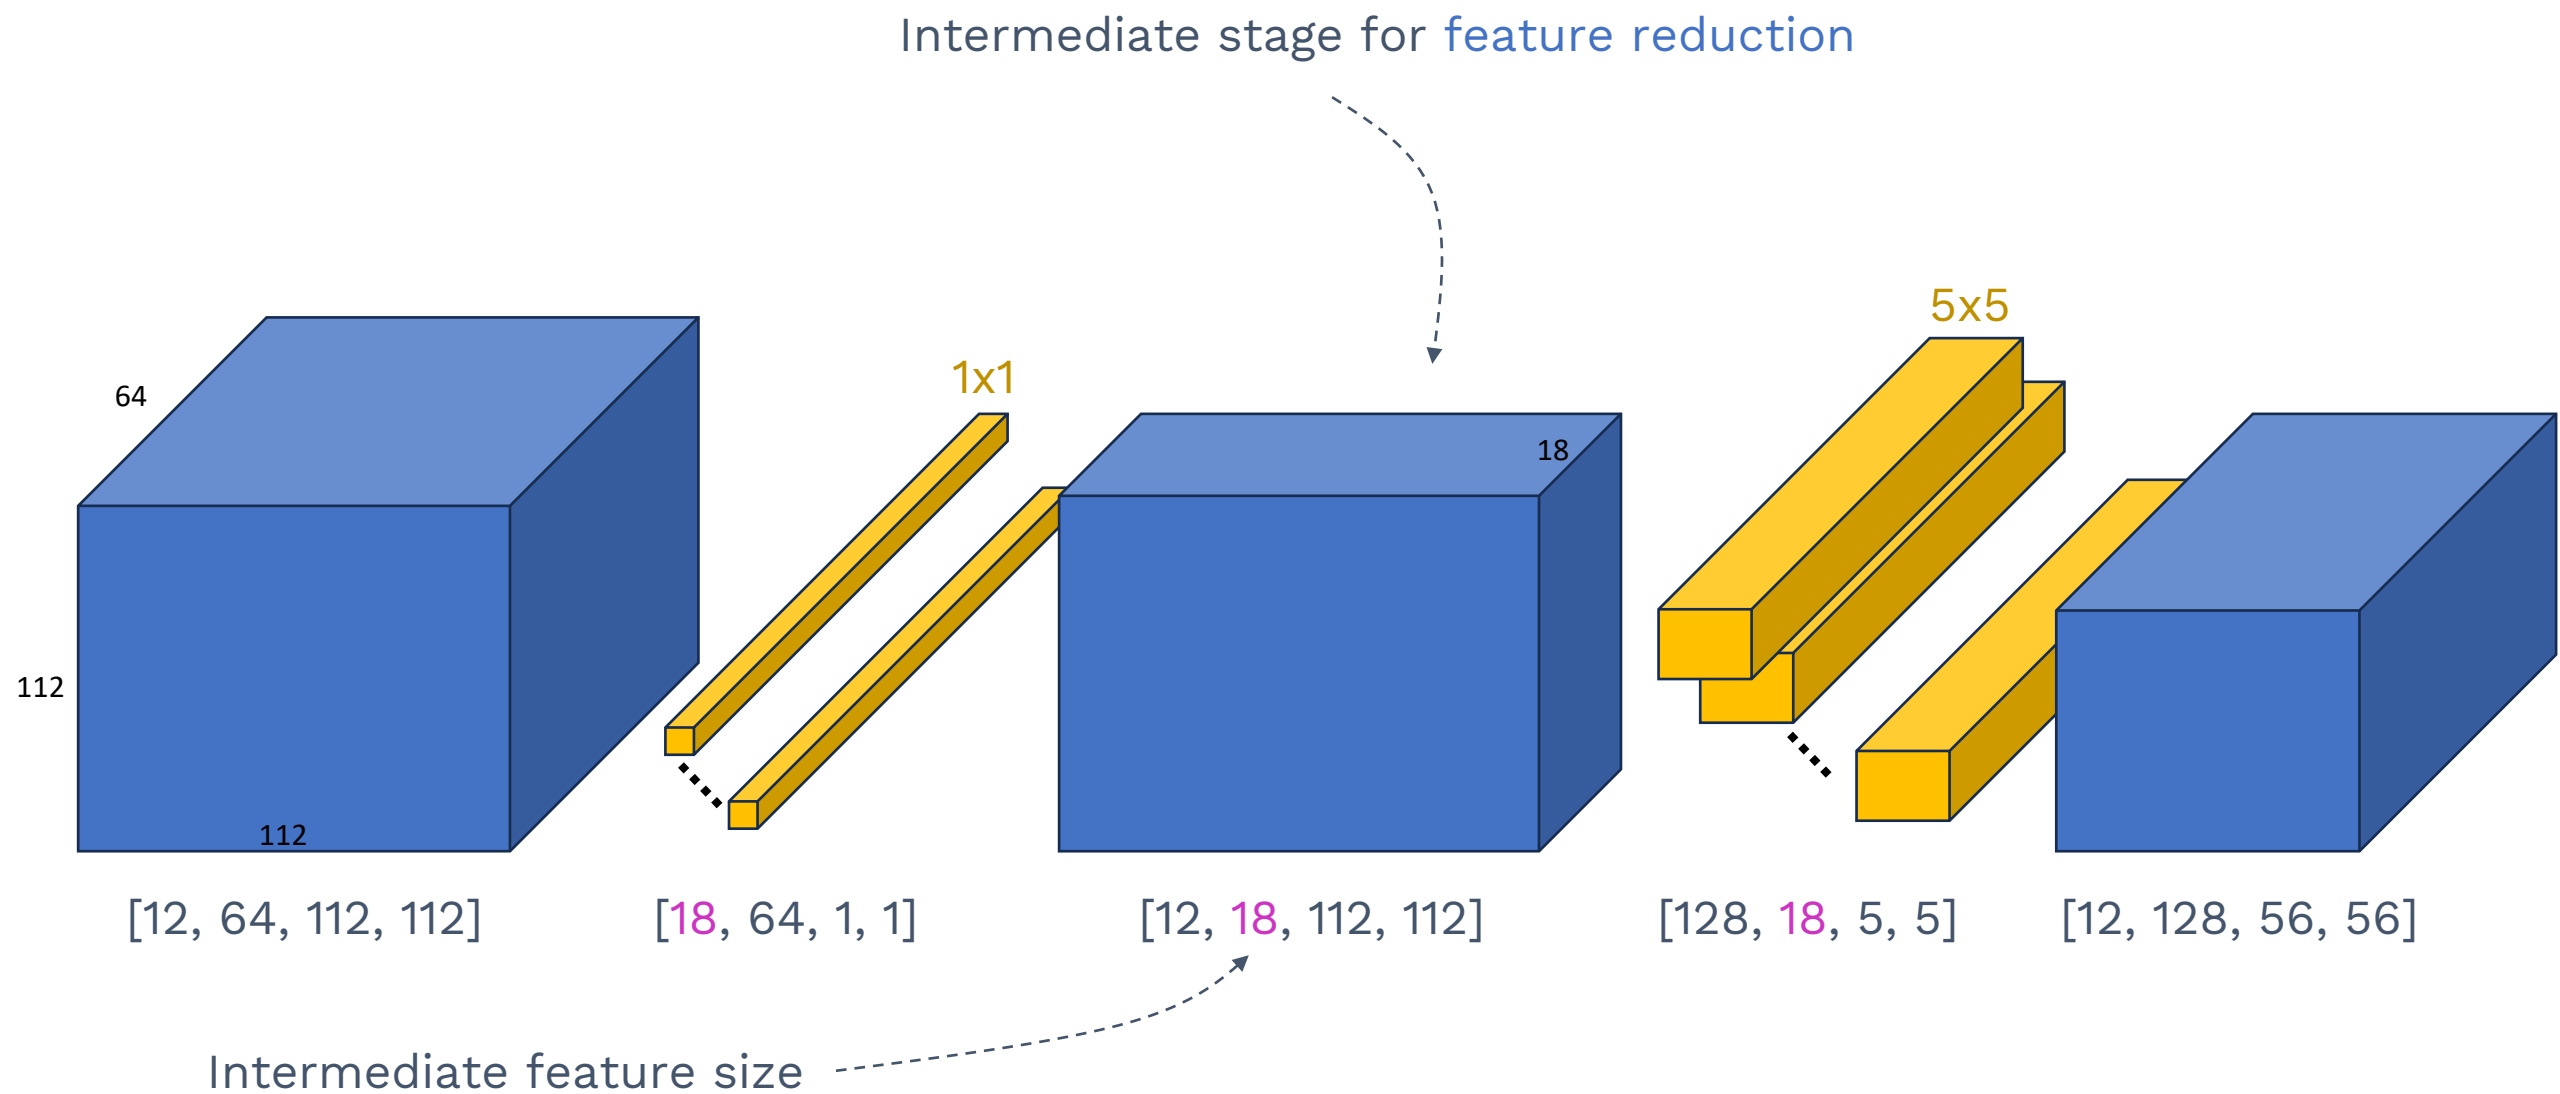 Intermediate stage for feature reduction
5x5
1x1
64
18
112
112
[12, 64, 112, 112]
[18, 64, 1, 1]
[12, 18, 112, 112]
[128, 18, 5, 5]
[12, 128, 56, 56]
Intermediate feature size